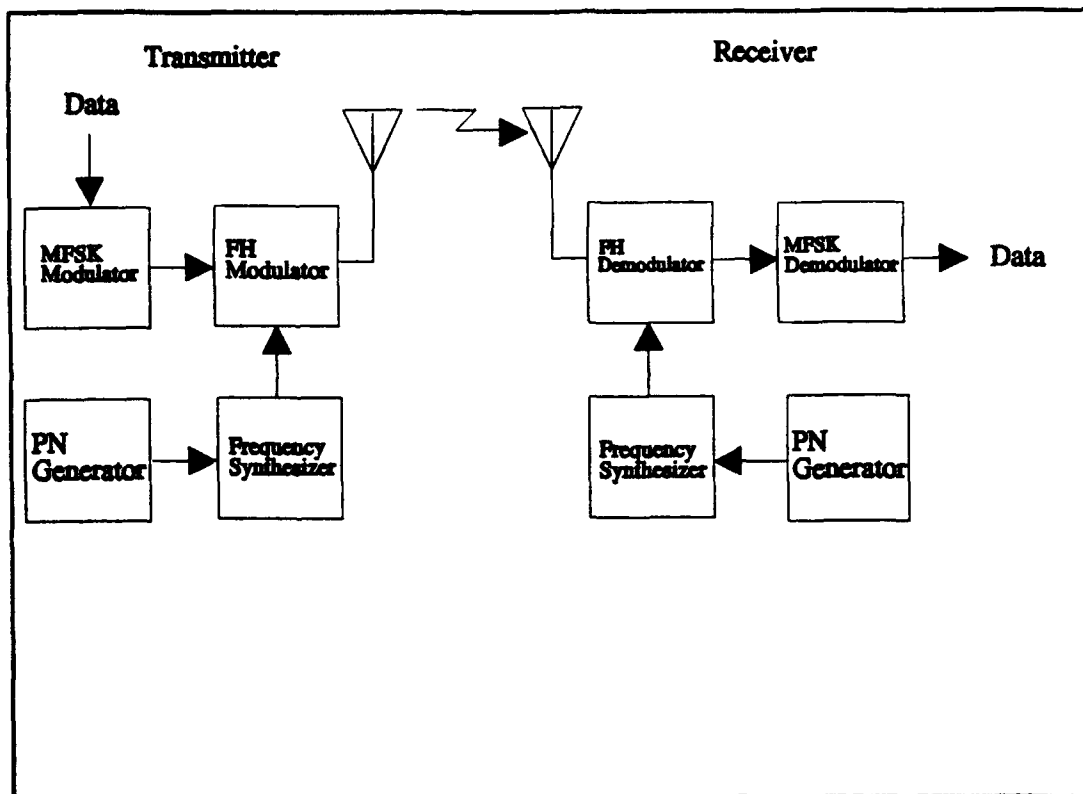 Transmitter
Receiver
Data
MFSK
Modulator
FH
Modulator
FH
Demodulator
MFSK
Demodulator
Data
PN
Generator
Frequency
Synthesizer
Frequency
Synthesizer
PN
Generator